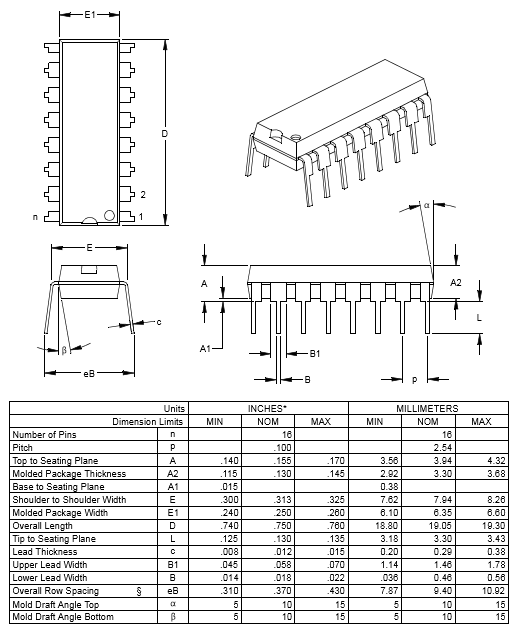 E1
D
2
n
1
α
E
A
A2
c
L
β
A1
B1
eB
B
p
Units INCHES* MILLIMETERS
Dimension Limits MIN NOM MAX MIN NOM MAX
Number of Pins n 16 16
Pitch p .100 2.54
Top to Seating Plane A .140 .155 .170 3.56 3.94 4.32
Molded Package Thickness A2 .115 .130 .145 2.92 3.30 3.68
Base to Seating Plane A1 .015 0.38
Shoulder to Shoulder Width E .300 .313 .325 7.62 7.94 8.26
Molded Package Width E1 .240 .250 .260 6.10 6.35 6.60
Overall Length D .740 .750 .760 18.80 19.05 19.30
Tip to Seating Plane L .125 .130 .135 3.18 3.30 3.43
Lead Thickness c .008 .012 .015 0.20 0.29 0.38
Upper Lead Width B1 .045 .058 .070 1.14 1.46 1.78
Lower Lead Width B .014 .018 .022 .036 0.46 0.56
Overall Row Spacing § eB .310 .370 .430 7.87 9.40 10.92
Mold Draft Angle Top α 5 10 15 5 10 15
Mold Draft Angle Bottom β 5 10 15 5 10 15